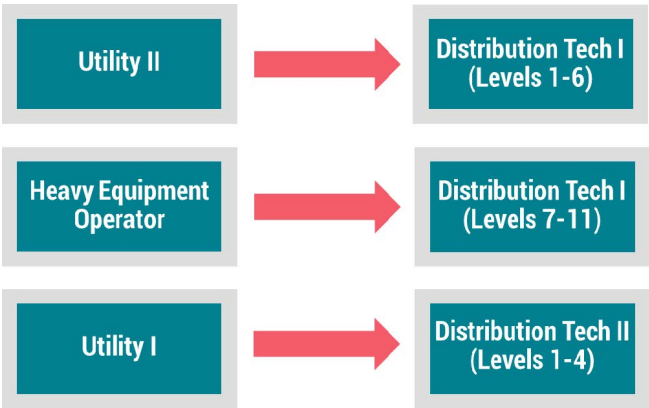 Utility II
Distribution Tech I
(Levels 1-6)
Heavy Equipment
Operator
Distribution Tech I
(Levels 7-11)
Utility I
Distribution Tech II
(Levels 1-4)